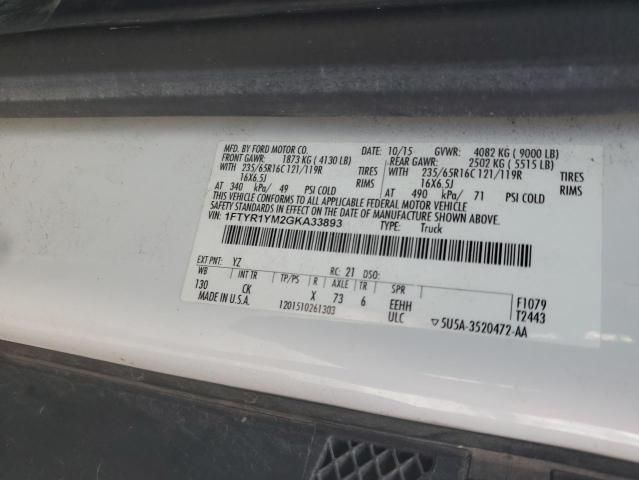 MFD. BY FORD MOTOR CO.
DATE: 10/15 GVWR: 4082 KG ( 9000 LB)
FRONT GAWR: 1873 KG ( 4130 LB) REAR GAWR: 2502 KG ( 5515 LB)
WITH 235/65R16C 121/119R TIRES WITH 235/65R16C 121/119R TIRES
16X6.5J RIMS 16X6.5J RIMS
AT 340 kPa/ 49 PSI COLD AT 490 kPa/ 71 PSI COLD
THIS VEHICLE CONFORMS TO ALL APPLICABLE FEDERAL MOTOR VEHICLE
SAFETY STANDARDS IN EFFECT ON THE DATE OF MANUFACTURE SHOWN ABOVE.
VIN: 1FTYR1YM2GKA33893 TYPE: Truck
EXT PNT: YZ RC: 21 DSO:
WB INT TR TP/PS R AXLE TR SPR
130 CK X 73 6 EEHH F1079
MADE IN U.S.A. 1201510261303 ULC T2443
▽5U5A-3520472-AA